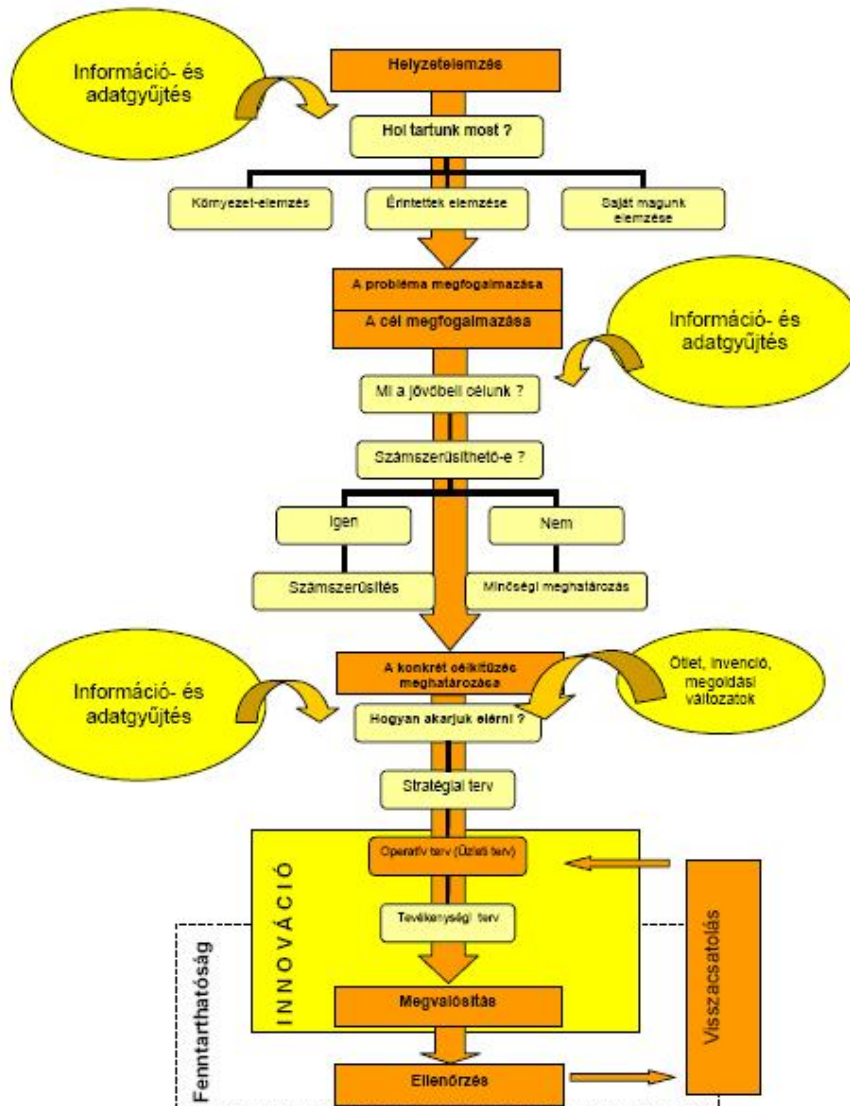 Információ- és
adatgyűjtés
Helyzetelemzés
Hol tartunk most ?
Környezet-elemzés
Érintettek elemzése
Saját magunk
elemzése
A probléma megfogalmazása
A cél megfogalmazása
Információ- és
adatgyűjtés
Mi a jövőbeli célunk ?
Számszerűsíthető-e ?
Igen
Nem
Számszerűsítés
Minőségi meghatározás
Információ- és
adatgyűjtés
A konkrét célkitűzés
meghatározása
Ötlet, invenció,
megoldási
változatok
Hogyan akarjuk elérni ?
Stratégiai terv
INNOVÁCIÓ
Operatív terv (Üzleti terv)
Tevékenységi terv
Megvalósítás
Visszacsatolás
Fenntarthatóság
Ellenőrzés